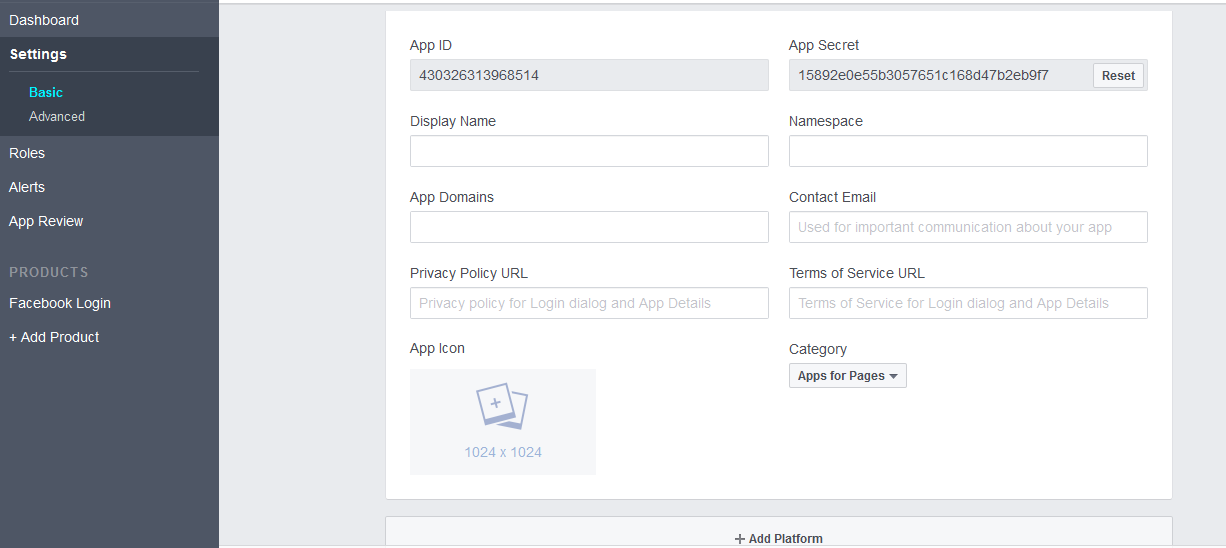 Dashboard
Settings
Basic
Advanced
Roles
Alerts
App Review
PRODUCTS
Facebook Login
+ Add Product
App ID
430326313968514
App Secret
15892e0e55b3057651c168d47b2eb9f7
Reset
Display Name
Namespace
App Domains
Contact Email
Used for important communication about your app
Privacy Policy URL
Privacy policy for Login dialog and App Details
Terms of Service URL
Terms of Service for Login dialog and App Details
App Icon
1024 x 1024
Category
Apps for Pages
+ Add Platform